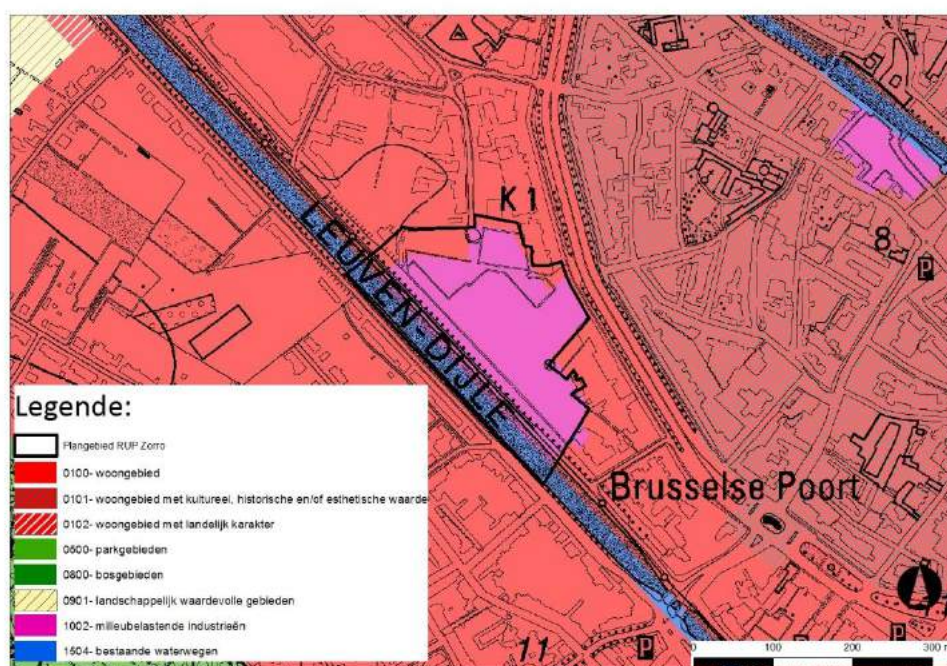 K 1
8
P
LEUVEN-DIJLE
Legende:
Plangebied RUP Zorro
0100- woongebied
0101- woongebied met kultureel, historische en/of esthetische waarde
0102- woongebied met landelijk karakter
0500- parkgebieden
0800- bosgebieden
0901- landschappelijk waardevolle gebieden
1002- milieubelastende industrieën
1504- bestaande waterwegen
Brusselse Poort
11
P
P
0 100 200 300